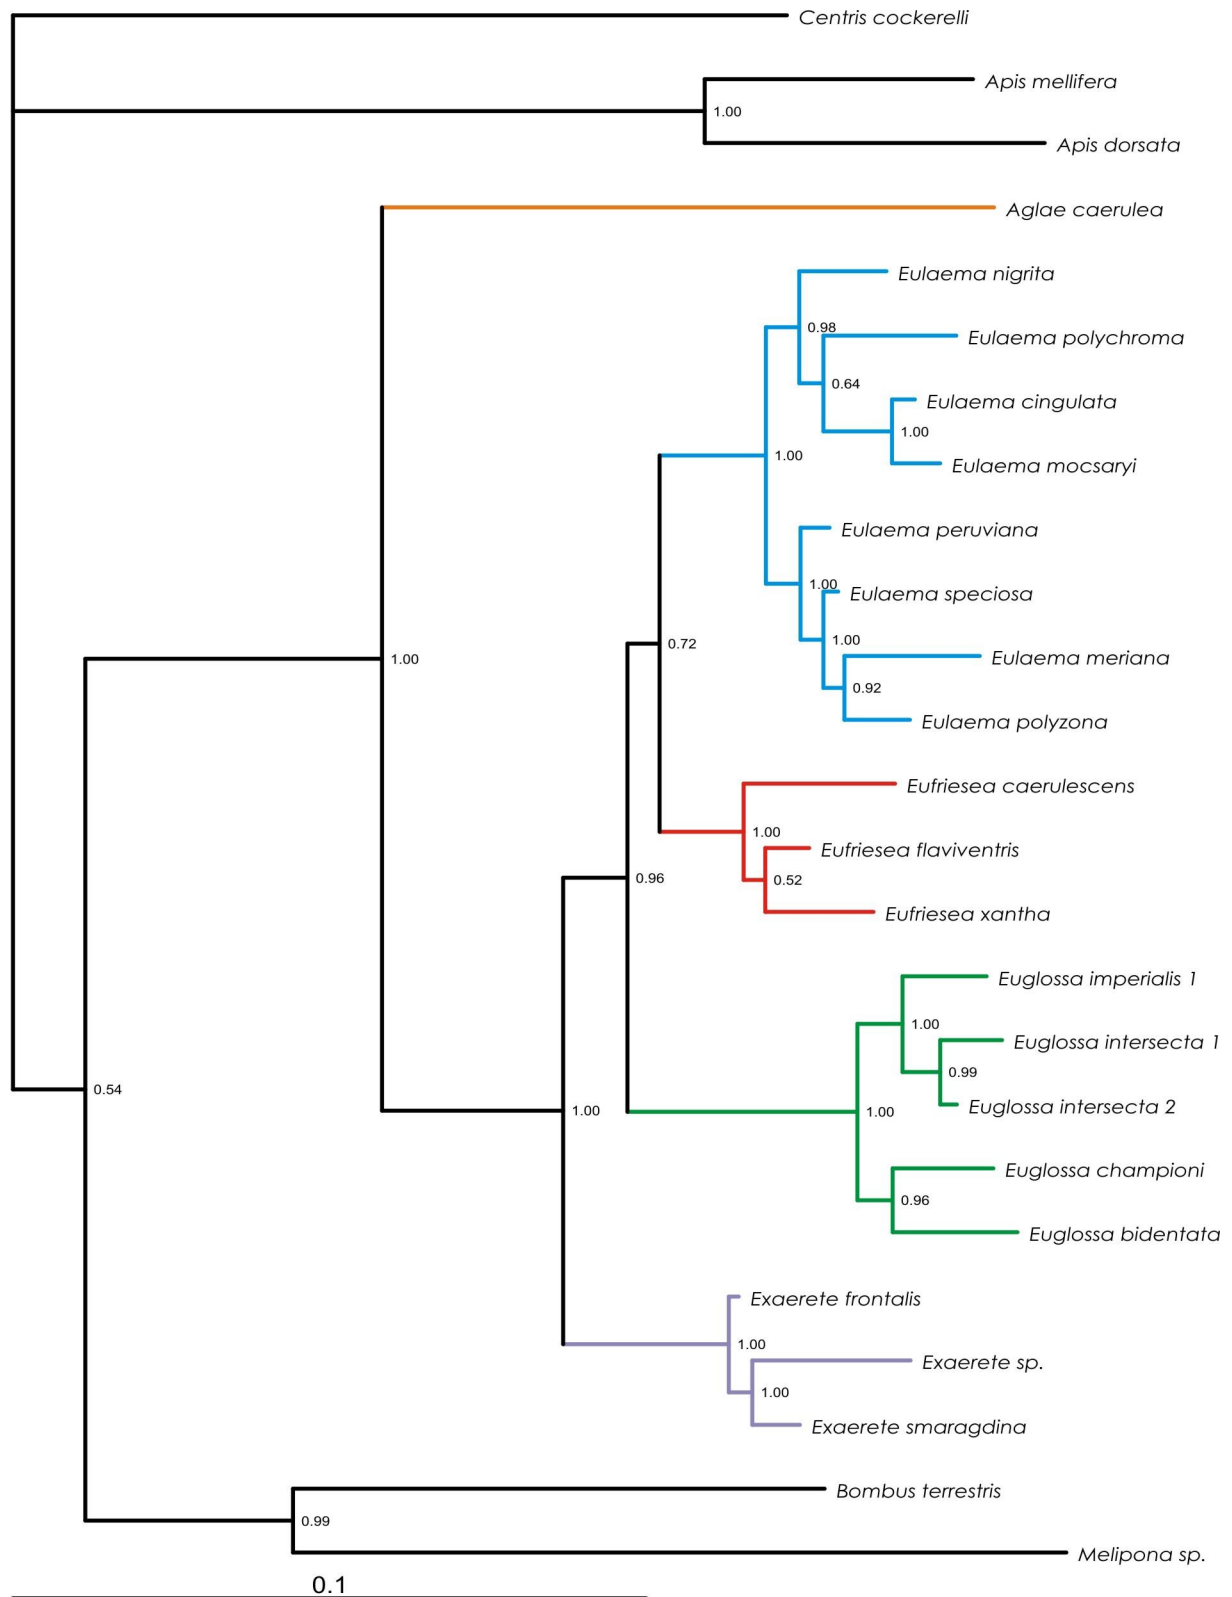 Centris cockerelli
Apis mellifera
1.00
Apis dorsata
Aglae caerulea
Eulaema nigrita
0.98
Eulaema polychroma
0.64
Eulaema cingulata
1.00
Eulaema mocsaryi
1.00
Eulaema peruviana
1.00
Eulaema speciosa
1.00
0.72
Eulaema meriana
1.00
0.92
Eulaema polyzona
Eufriesea caerulescens
1.00
Eufriesea flaviventris
0.96
0.52
Eufriesea xantha
Euglossa imperialis 1
1.00
Euglossa intersecta 1
0.99
0.54
Euglossa intersecta 2
1.00
1.00
Euglossa championi
0.96
Euglossa bidentata
Exaerete frontalis
1.00
Exaerete sp.
1.00
Exaerete smaragdina
Bombus terrestris
0.99
Melipona sp.
0.1